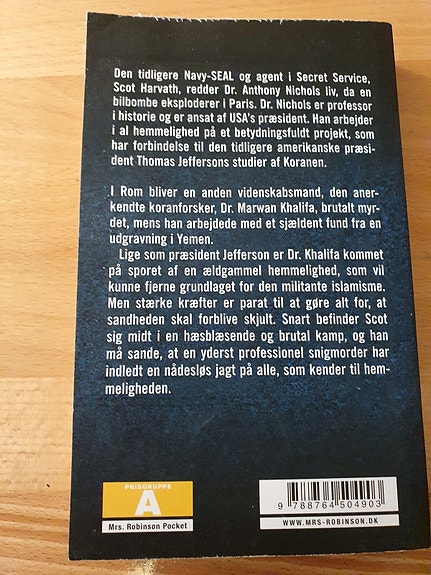 Den tidligere Navy-SEAL og agent i Secret Service,
Scot Harvath, redder Dr. Anthony Nichols liv, da en
bilbombe eksploderer i Paris. Dr. Nichols er professor
i historie og er ansat af USA's præsident. Han arbejder
i al hemmelighed på et betydningsfuldt projekt, som
har forbindelse til den tidligere amerikanske præsi-
dent Thomas Jeffersons studier af Koranen.
I Rom bliver en anden videnskabsmand, den aner-
kendte koranforsker, Dr. Marwan Khalifa, brutalt myr-
det, mens han arbejdede med et sjældent fund fra en
udgravning i Yemen.
Lige som præsident Jefferson er Dr. Khalifa kommet
på sporet af en ældgammel hemmelighed, som vil
kunne fjerne grundlaget for den militante islamisme.
Men stærke kræfter er parat til at gøre alt for, at
sandheden skal forblive skjult. Snart befinder Scot
sig midt i en hæsblæsende og brutal kamp, og han
må sande, at en yderst professionel snigmorder har
indledt en nådesløs jagt på alle, som kender til hem-
meligheden.
PRISGRUPPE
A
Mrs. Robinson Pocket
9 788764 504903
WWW.MRS-ROBINSON.DK